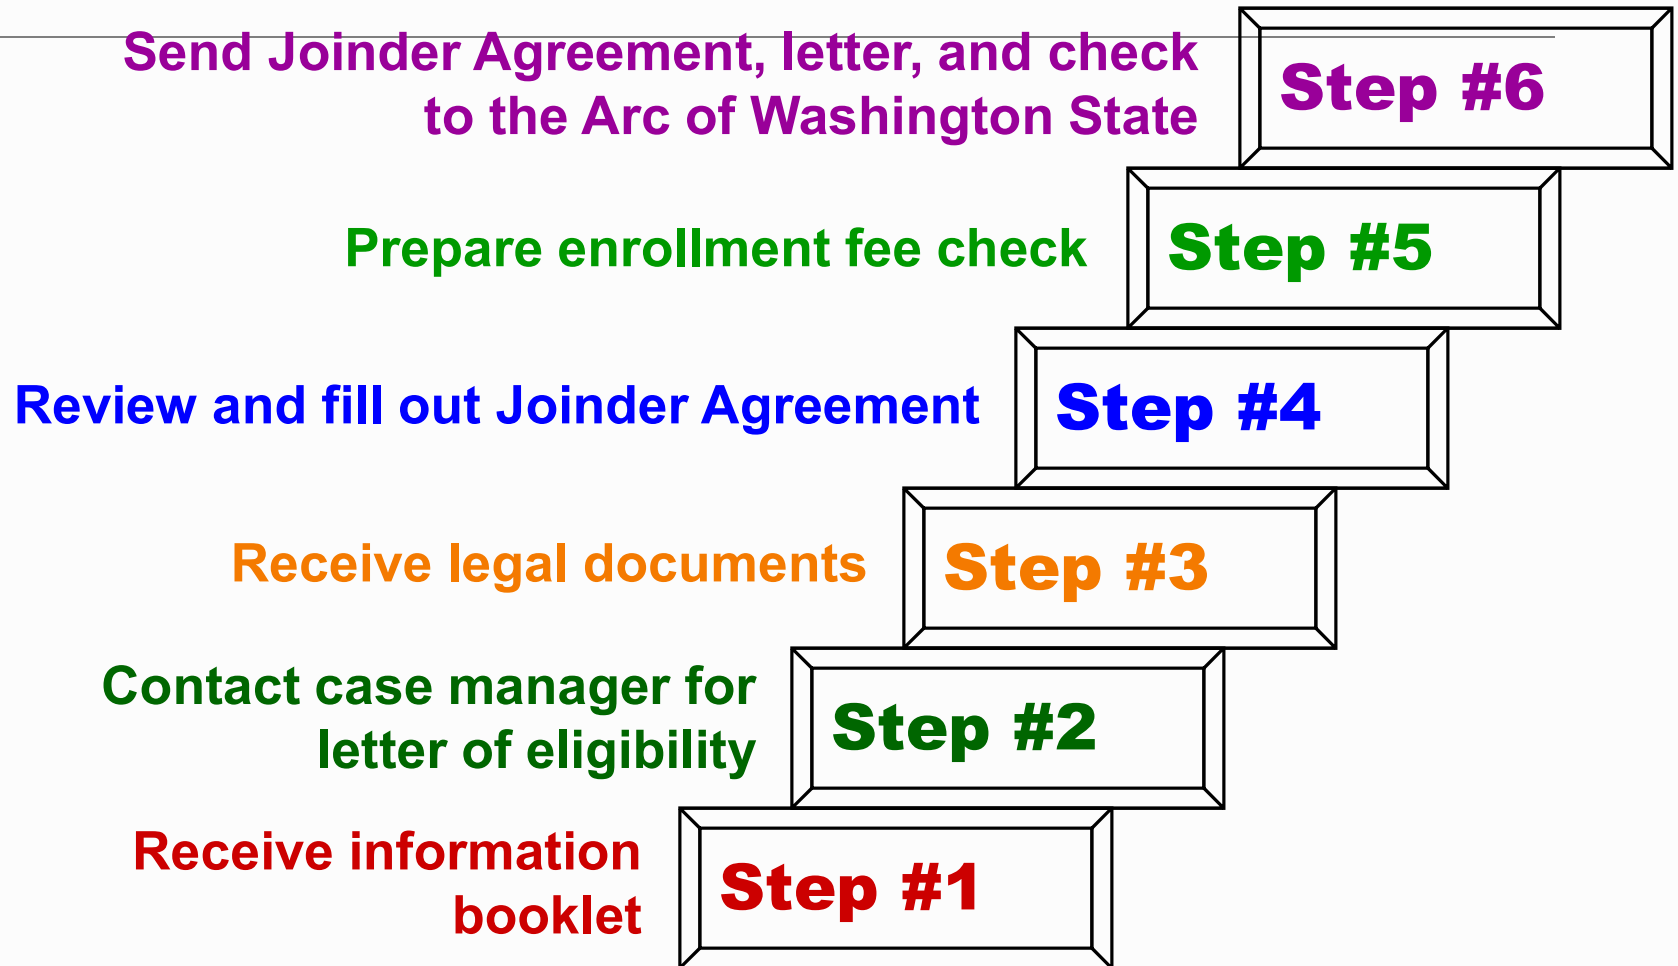 Send Joinder Agreement, letter, and check
to the Arc of Washington State
Step #6
Prepare enrollment fee check
Step #5
Review and fill out Joinder Agreement
Step #4
Receive legal documents
Step #3
Contact case manager for
letter of eligibility
Step #2
Receive information
booklet
Step #1